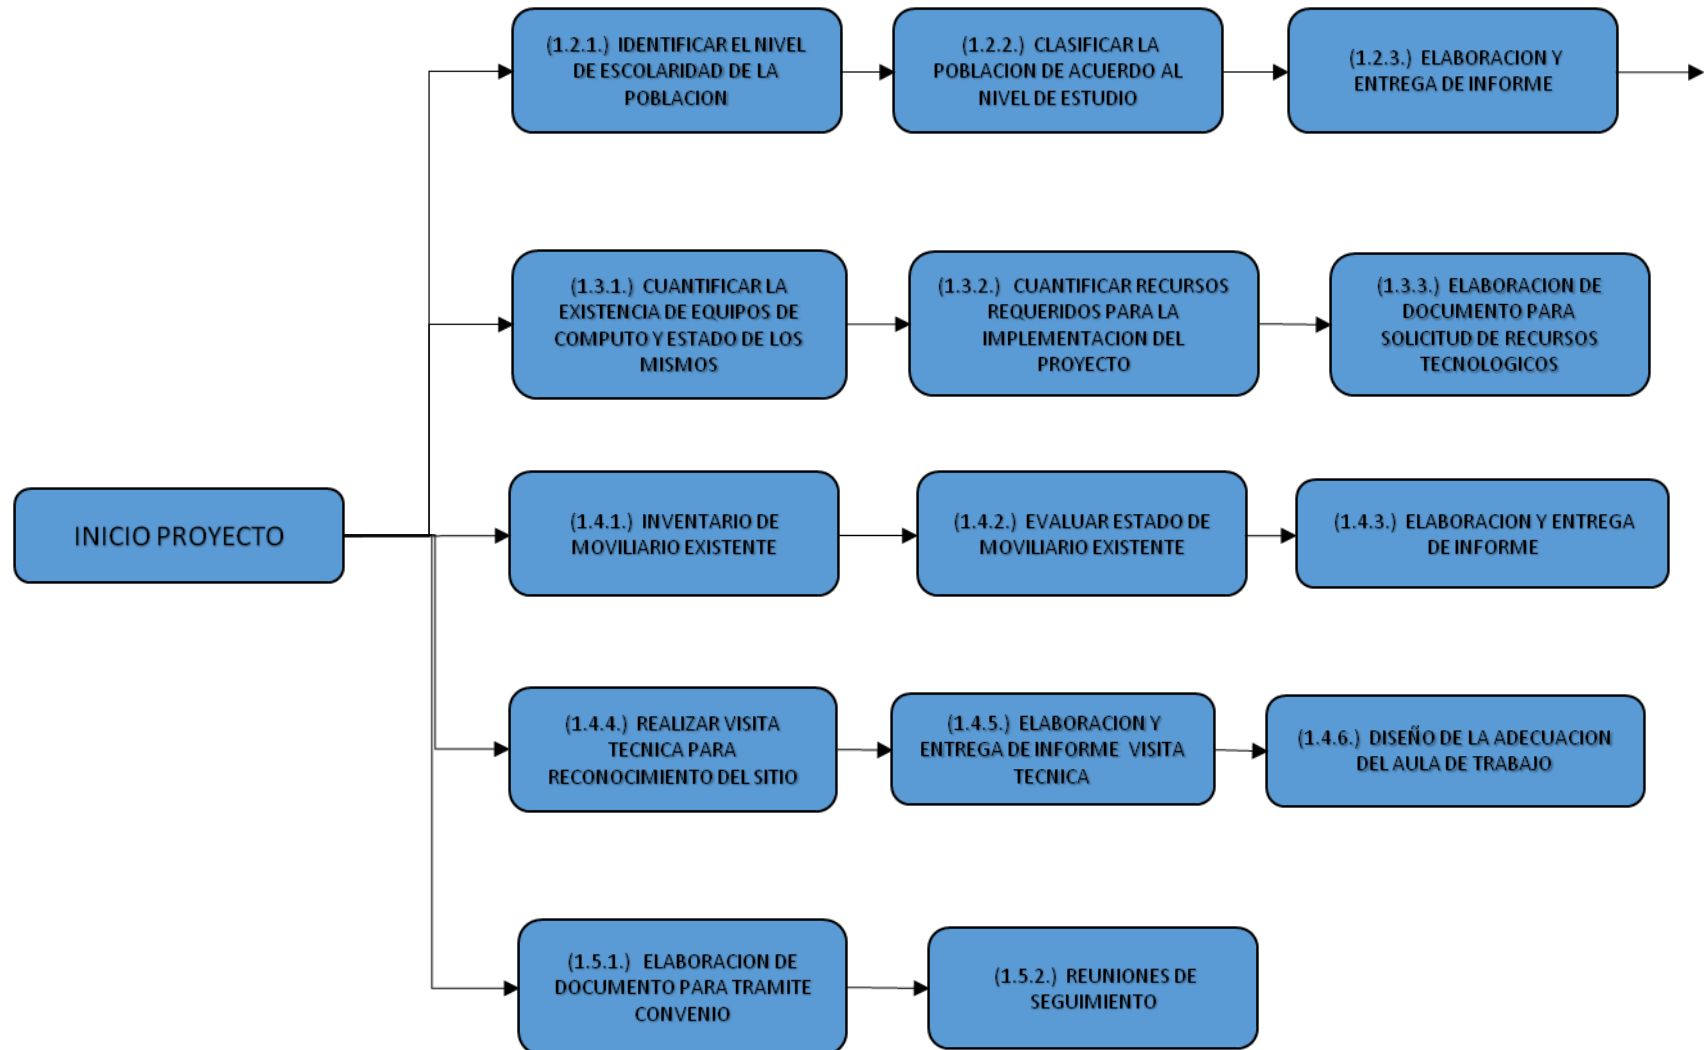 (1.2.1.) IDENTIFICAR EL NIVEL
DE ESCOLARIDAD DE LA
POBLACION
(1.2.2.) CLASIFICAR LA
POBLACION DE ACUERDO AL
NIVEL DE ESTUDIO
(1.2.3.) ELABORACION Y
ENTREGA DE INFORME
(1.3.1.) CUANTIFICAR LA
EXISTENCIA DE EQUIPOS DE
COMPUTO Y ESTADO DE LOS
MISMOS
(1.3.2.) CUANTIFICAR RECURSOS
REQUERIDOS PARA LA
IMPLEMENTACION DEL
PROYECTO
(1.3.3.) ELABORACION DE
DOCUMENTO PARA
SOLICITUD DE RECURSOS
TECNOLOGICOS
INICIO PROYECTO
(1.4.1.) INVENTARIO DE
MOVILIARIO EXISTENTE
(1.4.2.) EVALUAR ESTADO DE
MOVILIARIO EXISTENTE
(1.4.3.) ELABORACION Y ENTREGA
DE INFORME
(1.4.4.) REALIZAR VISITA
TECNICA PARA
RECONOCIMIENTO DEL SITIO
(1.4.5.) ELABORACION Y
ENTREGA DE INFORME VISITA
TECNICA
(1.4.6.) DISEÑO DE LA ADECUACION
DEL AULA DE TRABAJO
(1.5.1.) ELABORACION DE
DOCUMENTO PARA TRAMITE
CONVENIO
(1.5.2.) REUNIONES DE
SEGUIMIENTO